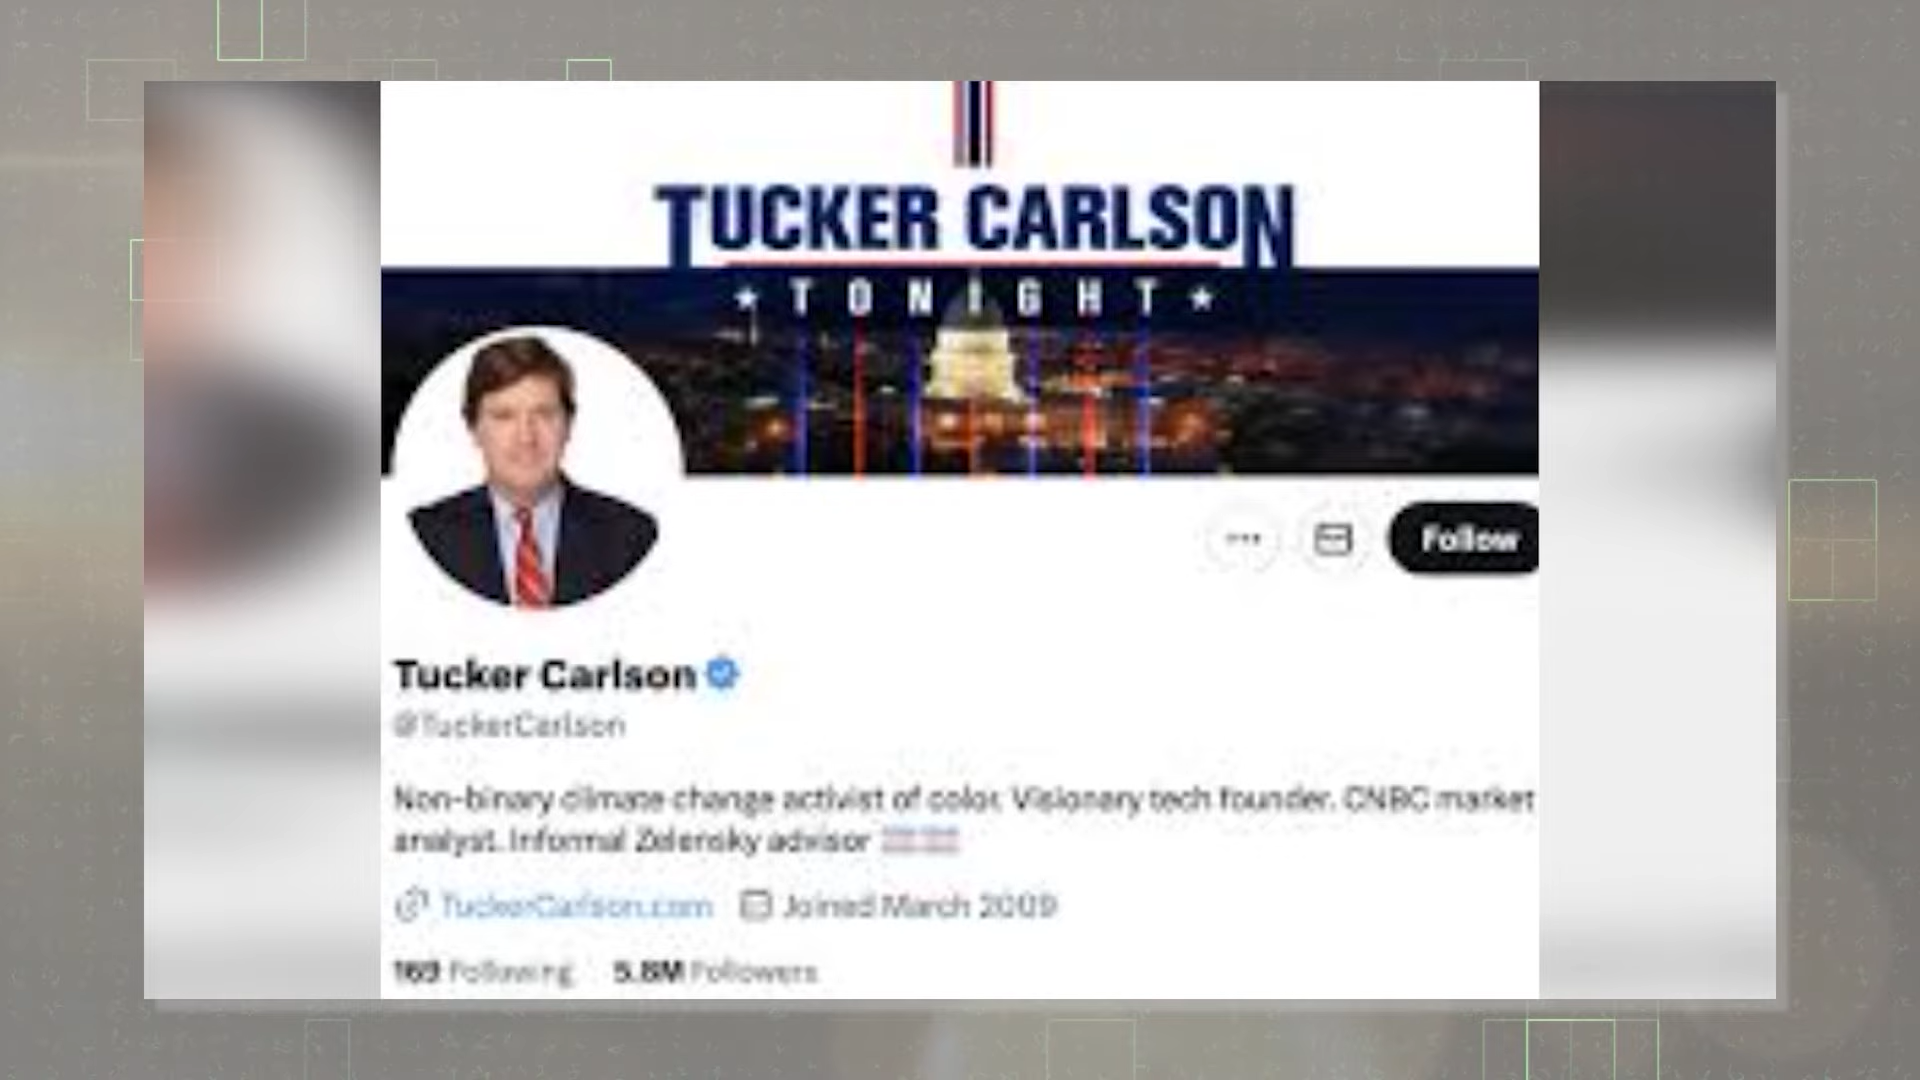 TUCKER CARLSON
TONIGHT
Follow
Tucker Carlson
@TuckerCarlson
Non-binary climate change activist of color. Visionary tech founder. CNBC market
analyst. Informal Zelensky advisor
TuckerCarlson.com Joined March 2009
169 Following 5.8M Followers